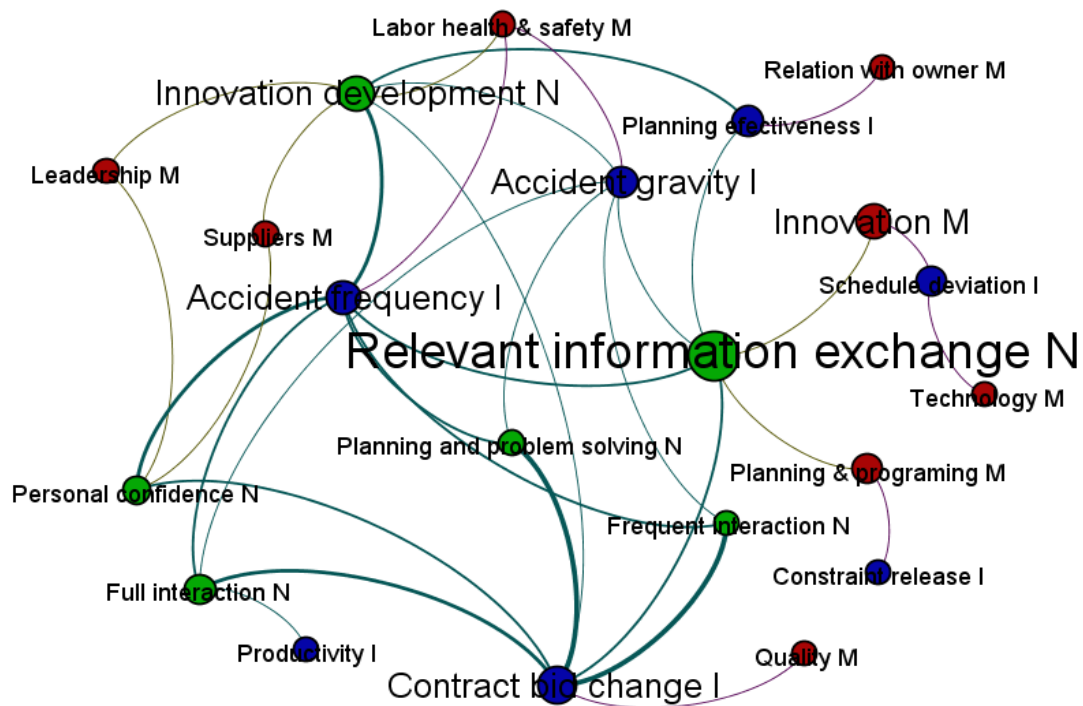 Labor health & safety M
Relation with owner M
Innovation development N
Planning efectiveness I
Leadership M
Accident gravity I
Innovation M
Suppliers M
Schedule deviation I
Accident frequency I
Relevant information exchange N
Technology M
Planning and problem solving N
Planning & programing M
Personal confidence N
Frequent interaction N
Constraint release I
Full interaction N
Productivity I
Quality M
Contract bid change I